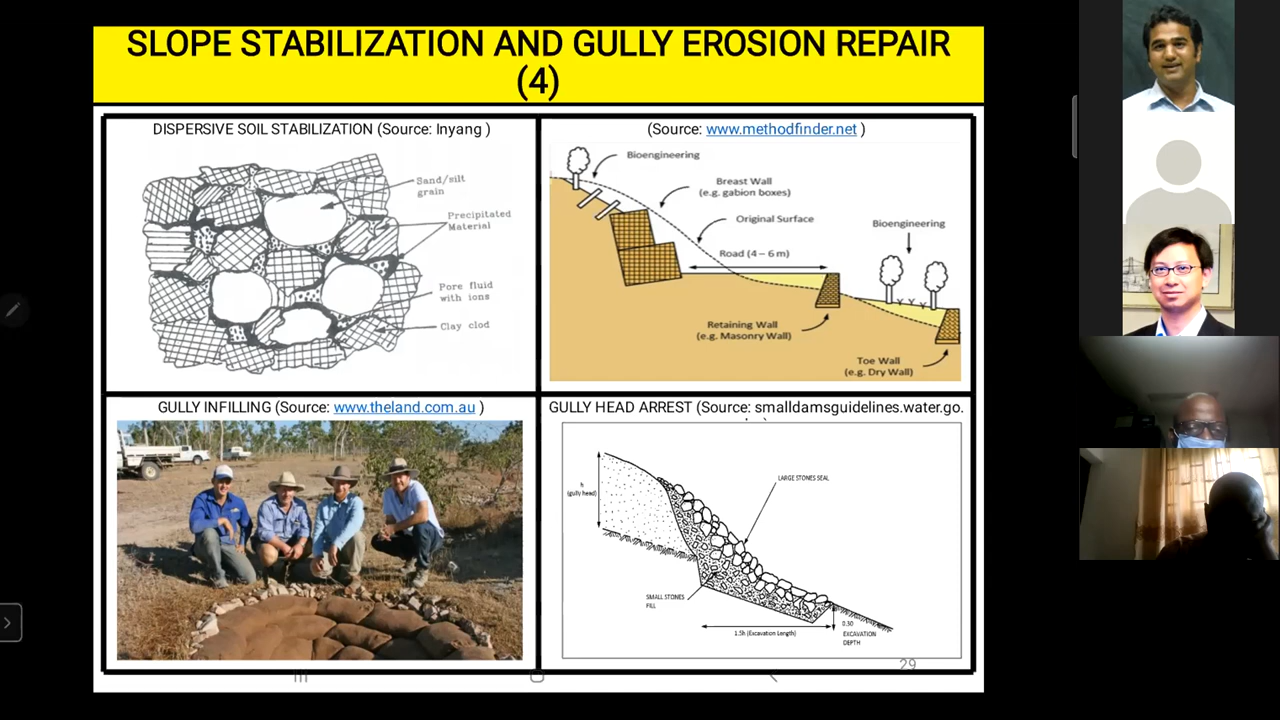 SLOPE STABILIZATION AND GULLY EROSION REPAIR
(4)
DISPERSIVE SOIL STABILIZATION (Source: Inyang )
Sand/silt
grain
Precipitated
Material
Pore fluid
with ions
Clay clod
(Source: www.methodfinder.net )
Bioengineering
Breast Wall
(e.g. gabion boxes)
Original Surface
Bioengineering
Road (4 – 6 m)
Retaining Wall
(e.g. Masonry Wall)
Toe Wall
(e.g. Dry Wall)
GULLY INFILLING (Source: www.theland.com.au )
GULLY HEAD ARREST (Source: smalldamsguidelines.water.go.
h
(gully head)
LARGE STONES SEAL
SMALL STONES
FILL
1.5h (Excavation Length)
0.30
EXCAVATION
DEPTH
29